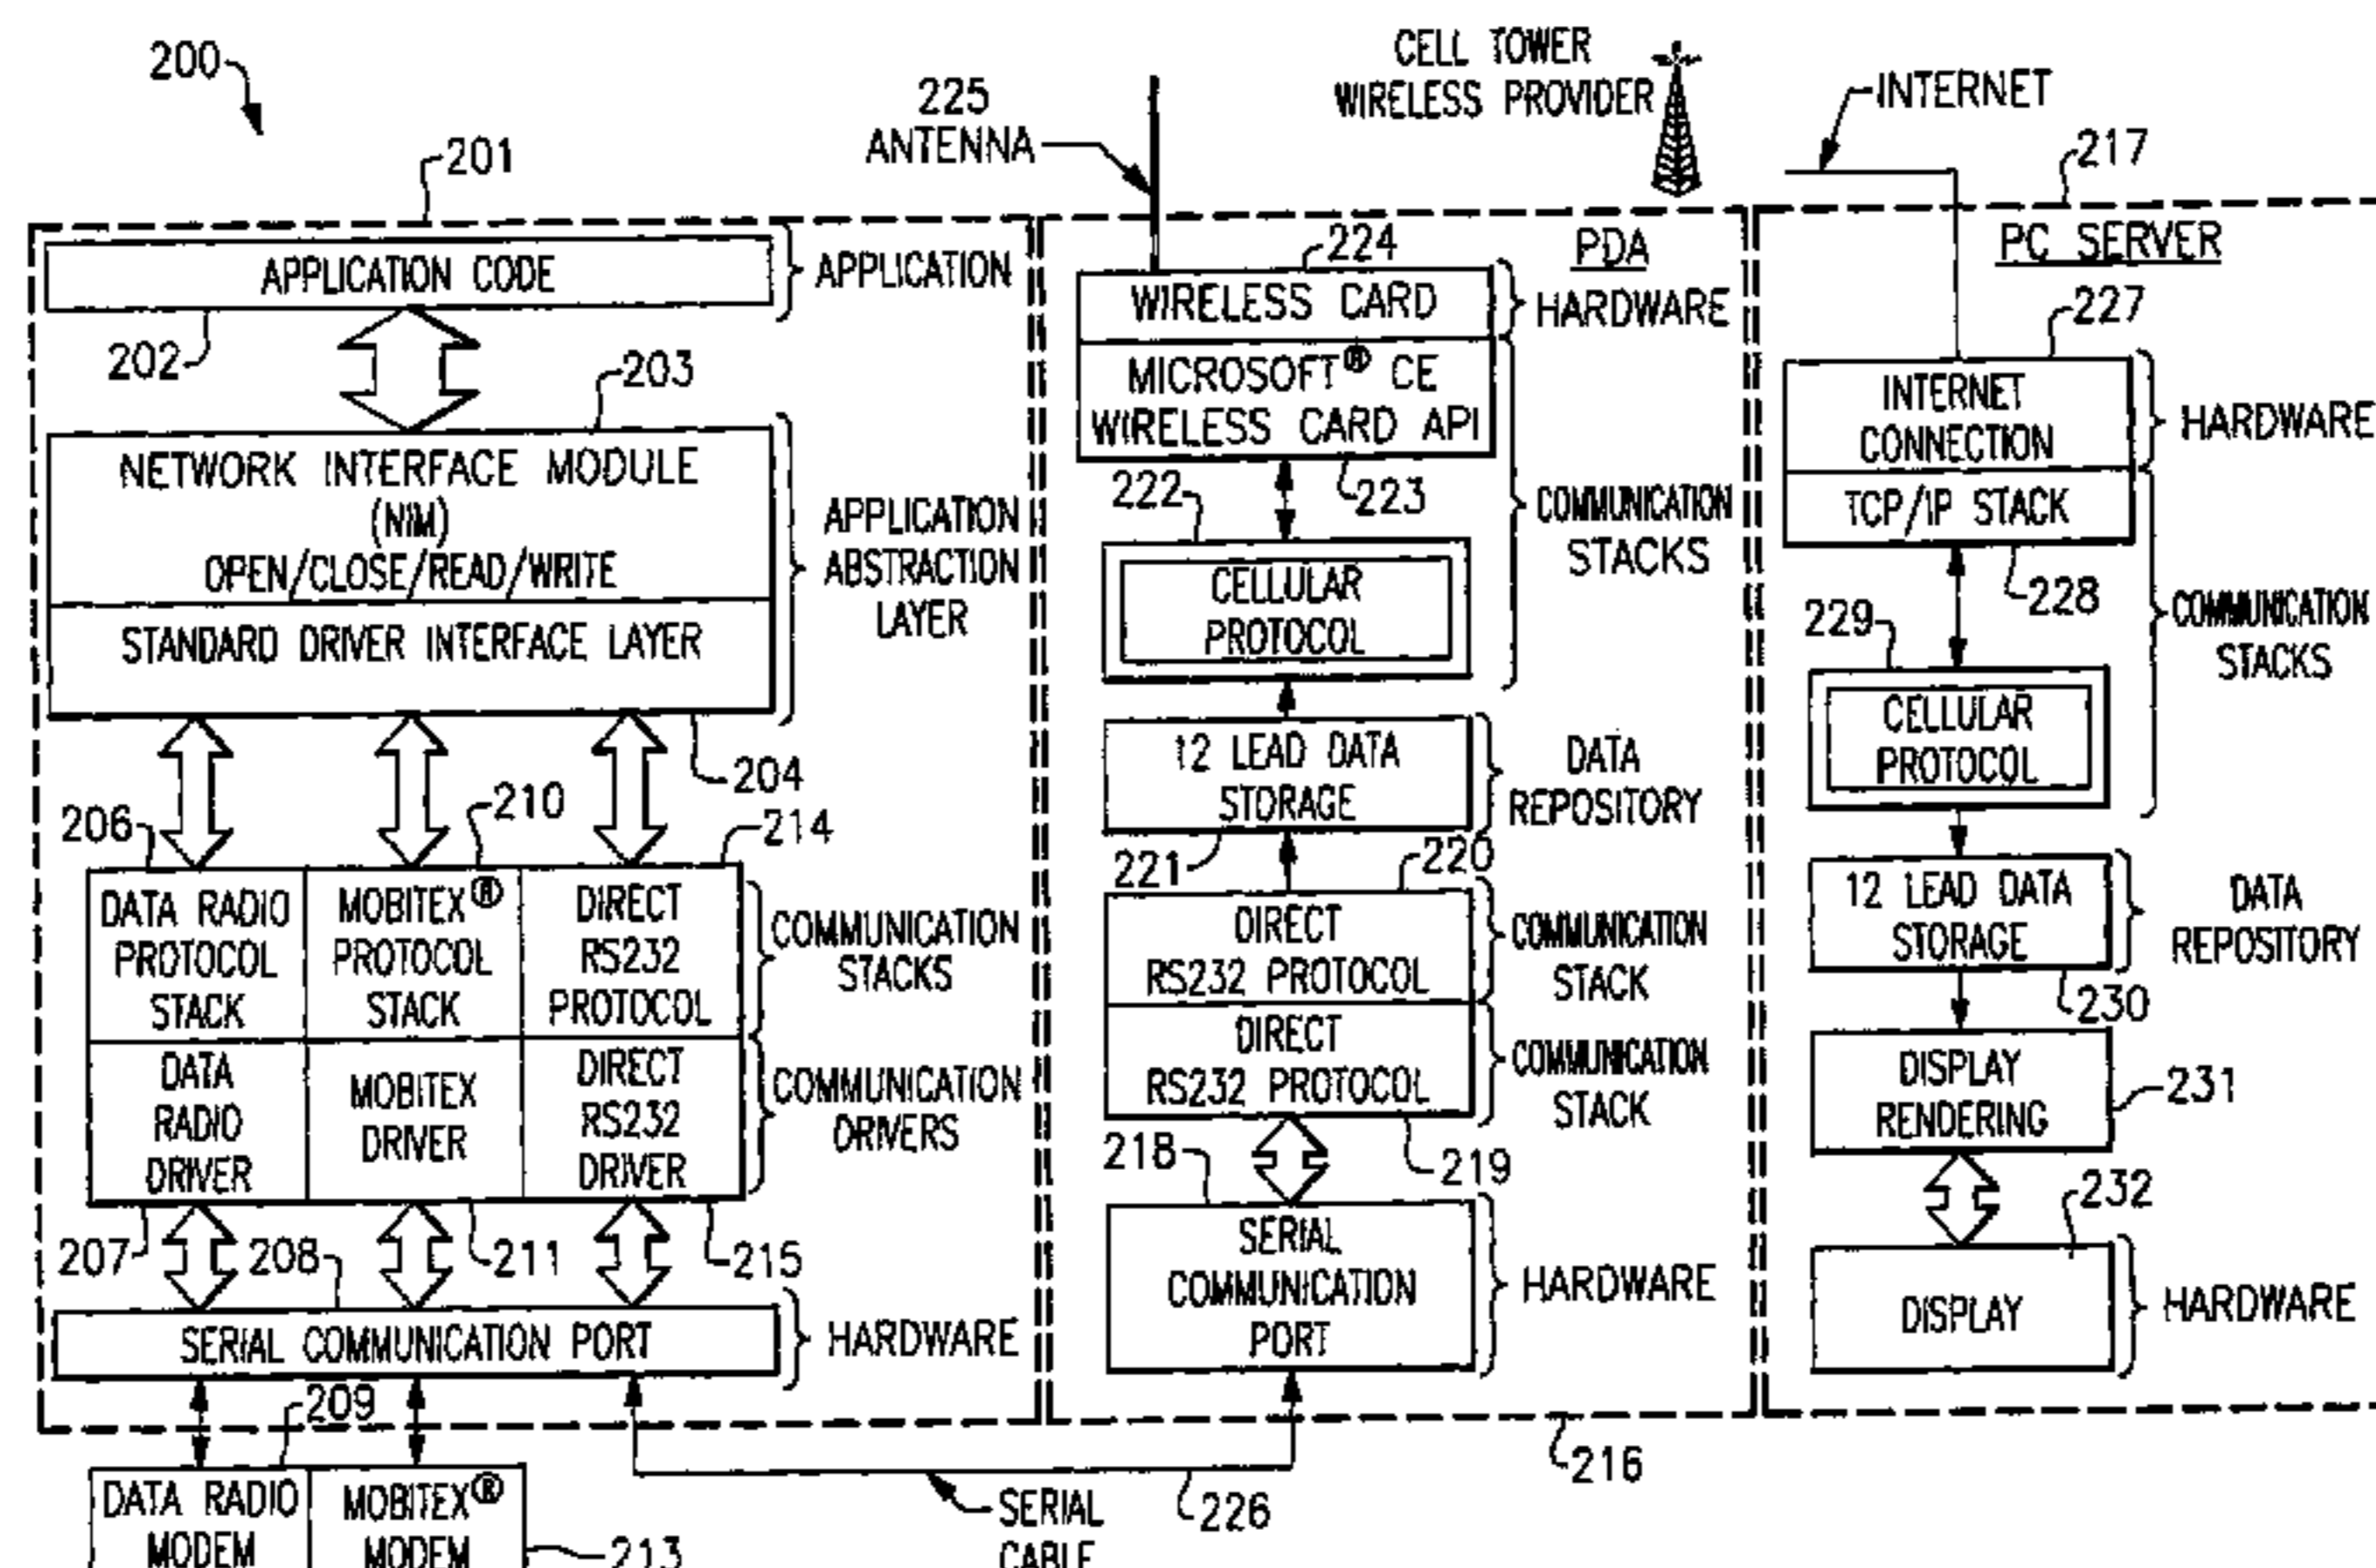 200
201
APPLICATION CODE
APPLICATION
202
203
NETWORK INTERFACE MODULE
(NIM)
OPEN/CLOSE/READ/WRITE
STANDARD DRIVER INTERFACE LAYER
APPLICATION
ABSTRACTION
LAYER
204
206
210
214
DATA RADIO
PROTOCOL
STACK
MOBITEX®
PROTOCOL
STACK
DIRECT
RS232
PROTOCOL
COMMUNICATION
STACKS
DATA
RADIO
DRIVER
MOBITEX
DRIVER
DIRECT
RS232
DRIVER
COMMUNICATION
DRIVERS
207
208
211
215
SERIAL COMMUNICATION PORT
HARDWARE
209
DATA RADIO
MODEM
MOBITEX®
MODEM
213
SERIAL
CABLE
226
225
ANTENNA
CELL TOWER
WIRELESS PROVIDER
PDA
224
WIRELESS CARD
HARDWARE
MICROSOFT® CE
WIRELESS CARD API
222
223
COMMUNICATION
STACKS
CELLULAR
PROTOCOL
12 LEAD DATA
STORAGE
DATA
REPOSITORY
221
220
DIRECT
RS232 PROTOCOL
COMMUNICATION
STACK
DIRECT
RS232 PROTOCOL
COMMUNICATION
STACK
218
219
SERIAL
COMMUNICATION
PORT
HARDWARE
216
INTERNET
217
PC SERVER
227
INTERNET
CONNECTION
HARDWARE
TCP/IP STACK
228
229
COMMUNICATION
STACKS
CELLULAR
PROTOCOL
12 LEAD DATA
STORAGE
DATA
REPOSITORY
230
DISPLAY
RENDERING
231
232
DISPLAY
HARDWARE